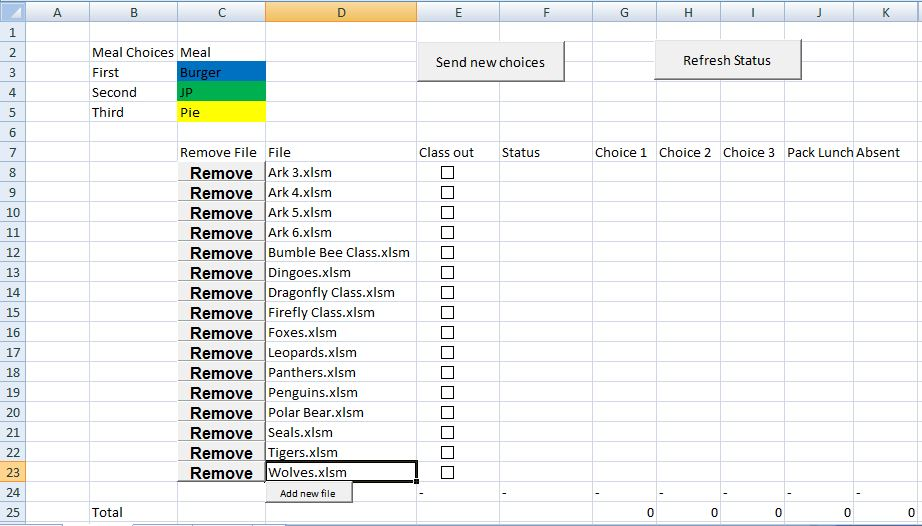 A B C D E F G H I J K
1
2 Meal Choices Meal Send new choices Refresh Status
3 First Burger
4 Second JP
5 Third Pie
6
7 Remove File File Class out Status Choice 1 Choice 2 Choice 3 Pack Lunch Absent
8 Remove Ark 3.xlsm
9 Remove Ark 4.xlsm
10 Remove Ark 5.xlsm
11 Remove Ark 6.xlsm
12 Remove Bumble Bee Class.xlsm
13 Remove Dingoes.xlsm
14 Remove Dragonfly Class.xlsm
15 Remove Firefly Class.xlsm
16 Remove Foxes.xlsm
17 Remove Leopards.xlsm
18 Remove Panthers.xlsm
19 Remove Penguins.xlsm
20 Remove Polar Bear.xlsm
21 Remove Seals.xlsm
22 Remove Tigers.xlsm
23 Remove Wolves.xlsm
24 Add new file - - - - - - -
25 Total 0 0 0 0 0